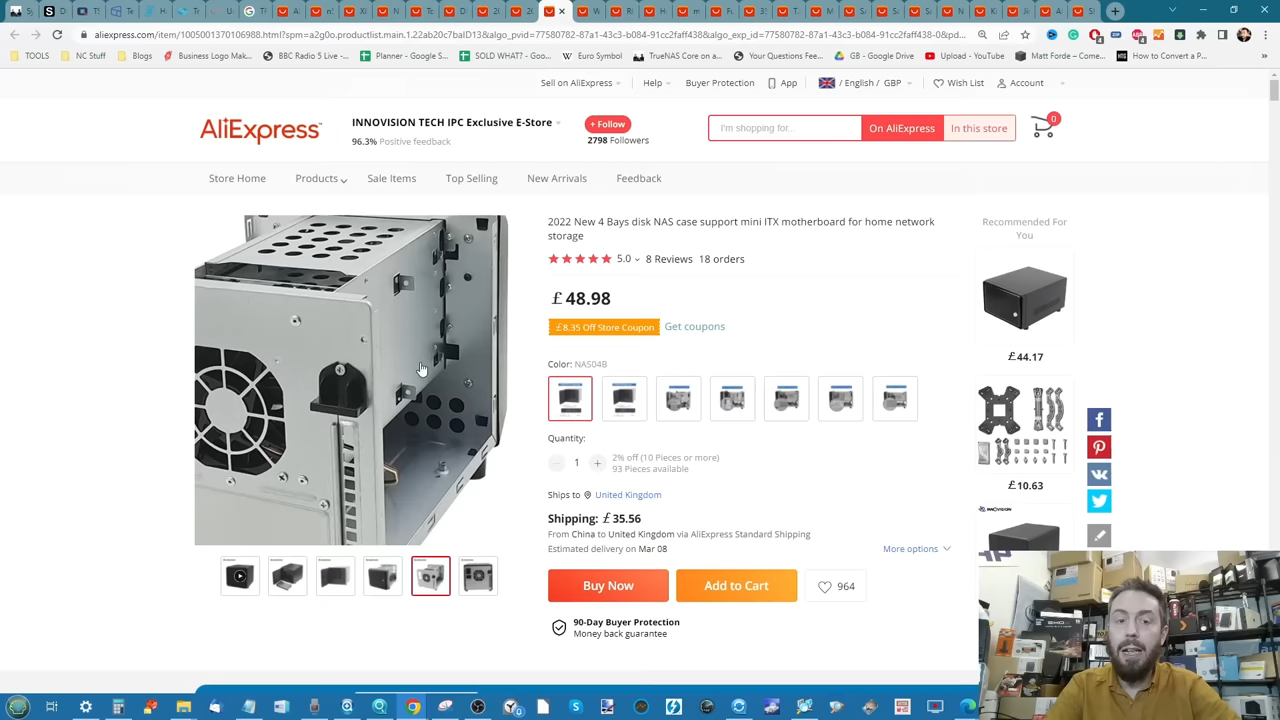 aliexpress.com/item/1005001370106988.html?spm=a2g0o.productlist.main.1.22ab20c7balD13&algo_pvid=77580782-87a1-43c3-b084-91cc2faff438&algo_exp_id=77580782-87a1-43c3-b084-91cc2faff438-0&pd...
TOOLS
NC Stuff
Blogs
Business Logo Mak...
BBC Radio 5 Live -...
Planner - Google S...
SOLD WHAT? - Goo...
Euro Symbol
TrueNAS Core on a...
Your Questions Fee...
GB - Google Drive
Upload - YouTube
Matt Forde – Come...
How to Convert a P...
Sell on AliExpress
Help
Buyer Protection
App
/ English / GBP
Wish List
Account
AliExpress
INNOVISION TECH IPC Exclusive E-Store
96.3% Positive feedback
+ Follow
2798 Followers
I'm shopping for...
On AliExpress
In this store
0
Store Home
Products
Sale Items
Top Selling
New Arrivals
Feedback
2022 New 4 Bays disk NAS case support mini ITX motherboard for home network
storage
5.0
8 Reviews
18 orders
£48.98
£8.35 Off Store Coupon
Get coupons
Color: NAS04B
Quantity:
1
2% off (10 Pieces or more)
93 Pieces available
Ships to
United Kingdom
Shipping: £35.56
From China to United Kingdom via AliExpress Standard Shipping
Estimated delivery on Mar 08
More options
Buy Now
Add to Cart
964
90-Day Buyer Protection
Money back guarantee
Recommended For
You
£44.17
£10.63
INNOVISION